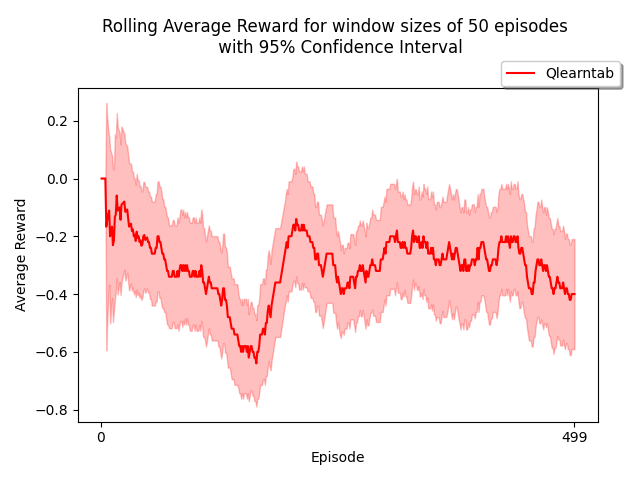 Rolling Average Reward for window sizes of 50 episodes
with 95% Confidence Interval
Qlearntab
0.2
0.0
−0.2
−0.4
−0.6
−0.8
Average Reward
0 499
Episode